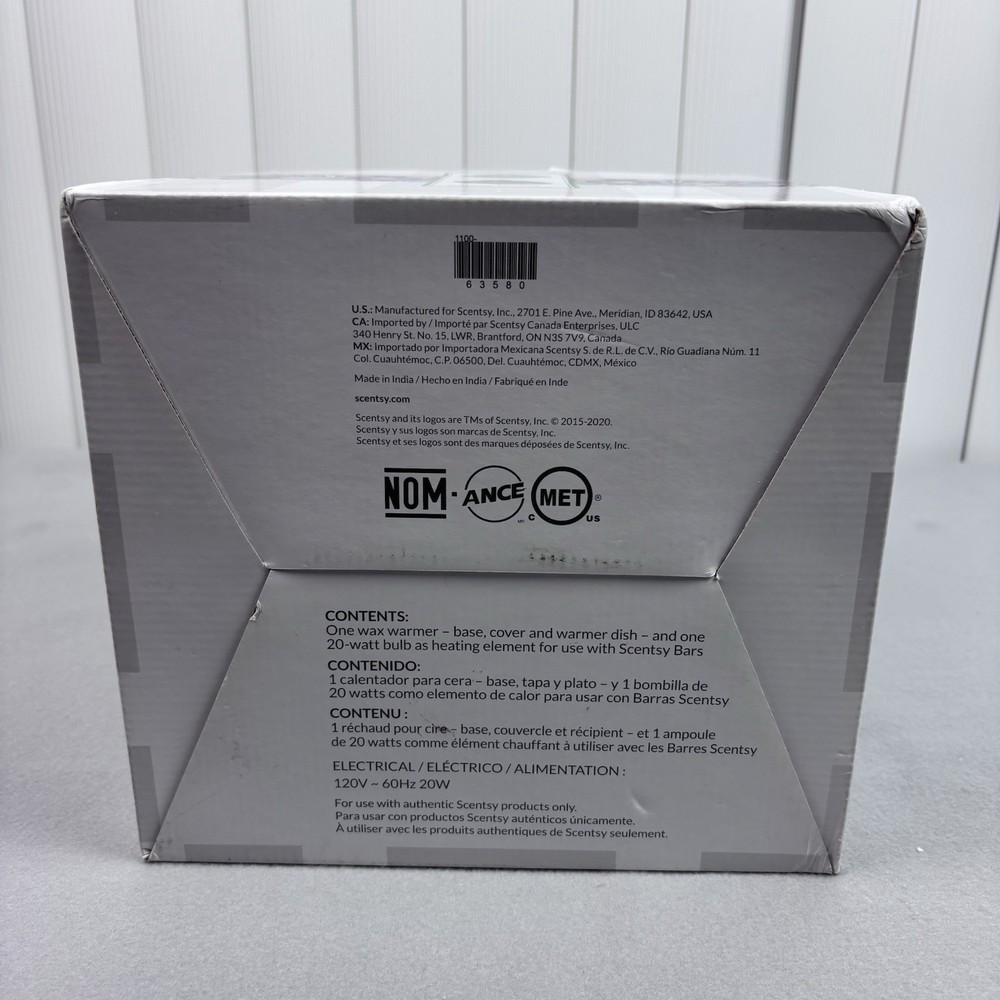 1100-
63580
U.S.: Manufactured for Scentsy, Inc., 2701 E. Pine Ave., Meridian, ID 83642, USA
CA: Imported by / Importé par Scentsy Canada Enterprises, ULC
340 Henry St. No. 15, LWR, Brantford, ON N3S 7V9, Canada
MX: Importado por Importadora Mexicana Scentsy S. de R.L. de C.V., Río Guadiana Núm. 11
Col. Cuauhtémoc, C.P. 06500, Del. Cuauhtémoc, CDMX, México
Made in India / Hecho en India / Fabriqué en Inde
scentsy.com
Scentsy and its logos are TMs of Scentsy, Inc. © 2015-2020.
Scentsy y sus logos son marcas de Scentsy, Inc.
Scentsy et ses logos sont des marques déposées de Scentsy, Inc.
NOM - ANCE C MET® US
CONTENTS:
One wax warmer – base, cover and warmer dish – and one
20-watt bulb as heating element for use with Scentsy Bars
CONTENIDO:
1 calentador para cera – base, tapa y plato – y 1 bombilla de
20 watts como elemento de calor para usar con Barras Scentsy
CONTENU :
1 réchaud pour cire – base, couvercle et récipient – et 1 ampoule
de 20 watts comme élément chauffant à utiliser avec les Barres Scentsy
ELECTRICAL / ELÉCTRICO / ALIMENTATION :
120V ~ 60Hz 20W
For use with authentic Scentsy products only.
Para usar con productos Scentsy auténticos únicamente.
À utiliser avec les produits authentiques de Scentsy seulement.